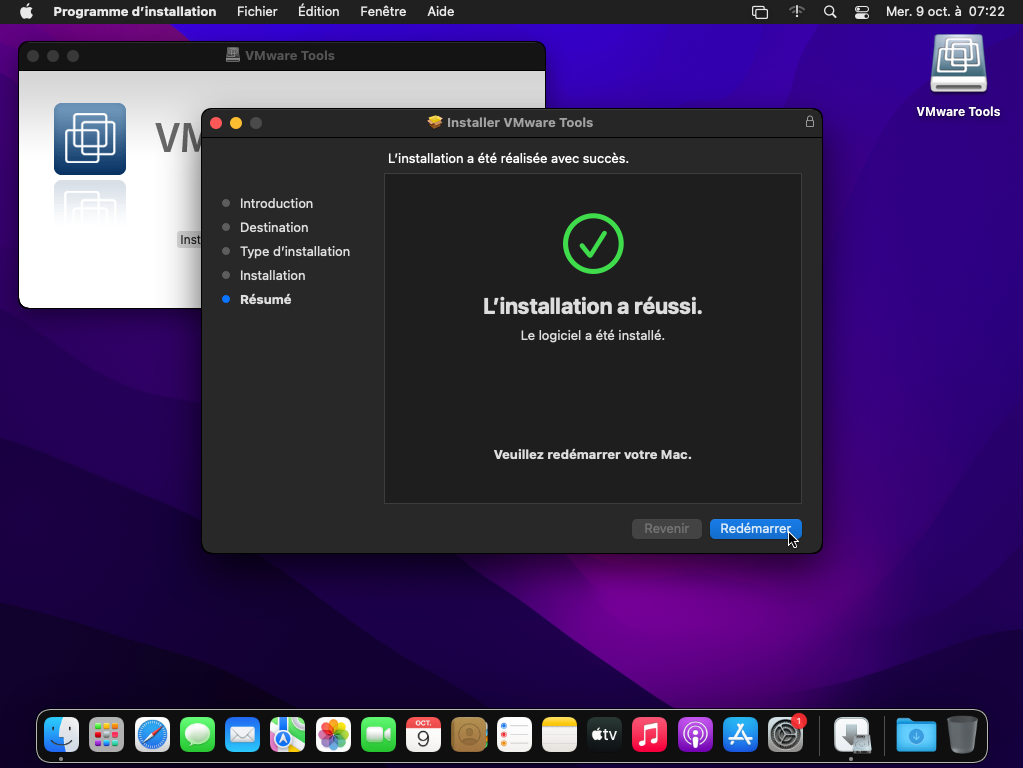 Programme d’installation Fichier Édition Fenêtre Aide Mer. 9 oct. à 07:22
VMware Tools
VMware Tools
Installer VMware Tools
L’installation a été réalisée avec succès.
Introduction
Destination
Type d’installation
Installation
Résumé
L’installation a réussi.
Le logiciel a été installé.
Veuillez redémarrer votre Mac.
Revenir Redémarrer
OCT.
9
tv
1